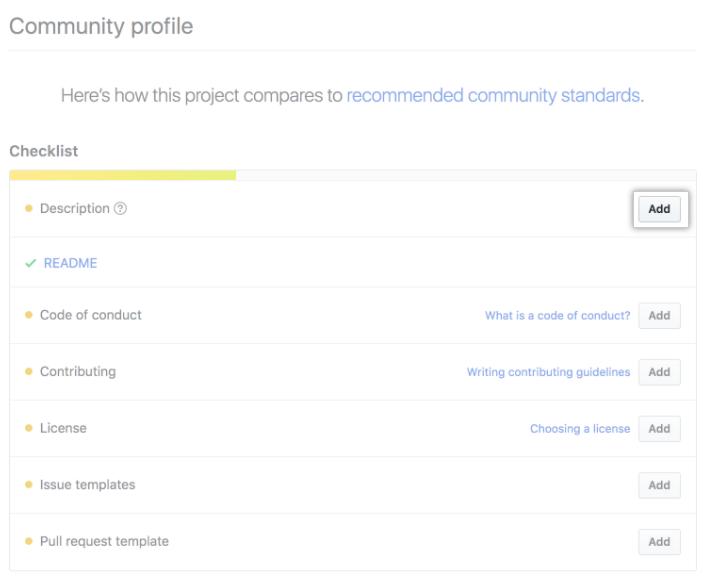 Community profile
Here's how this project compares to recommended community standards.
Checklist
Description ? Add
README
Code of conduct What is a code of conduct? Add
Contributing Writing contributing guidelines Add
License Choosing a license Add
Issue templates Add
Pull request template Add